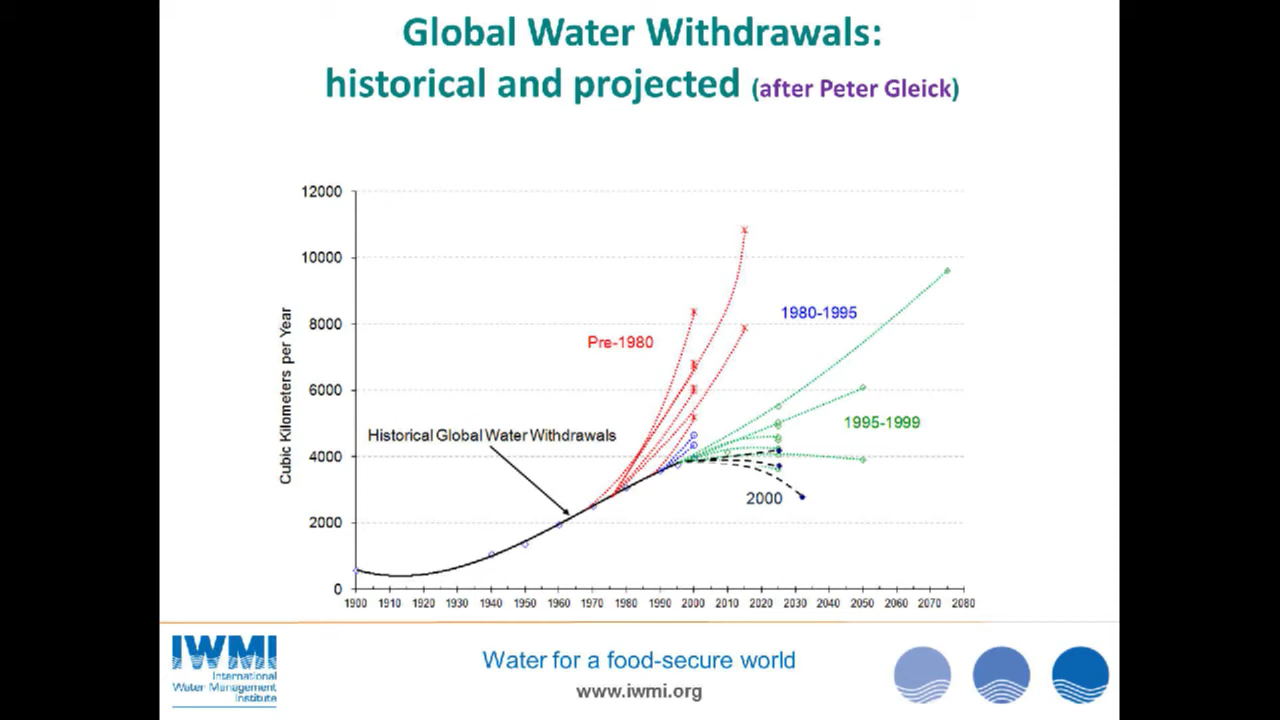 Global Water Withdrawals:
historical and projected (after Peter Gleick)
12000
10000
8000
6000
4000
2000
0
Cubic Kilometers per Year
Pre-1980
1980-1995
1995-1999
2000
Historical Global Water Withdrawals
1900 1910 1920 1930 1940 1950 1960 1970 1980 1990 2000 2010 2020 2030 2040 2050 2060 2070 2080
IWMI
International
Water Management
Institute
Water for a food-secure world
www.iwmi.org